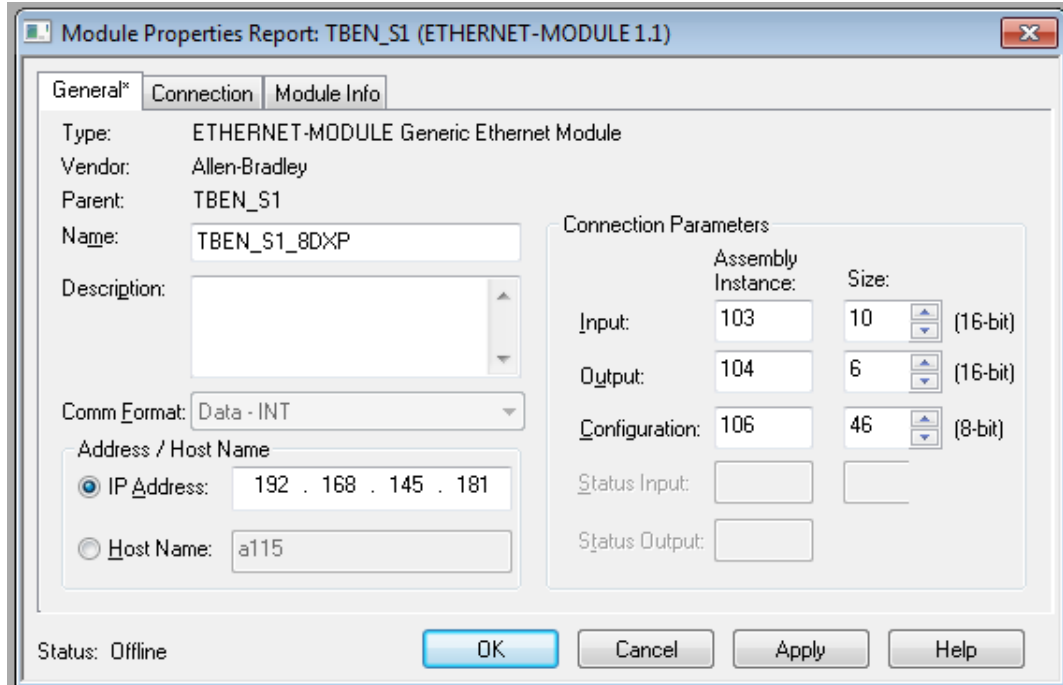 Module Properties Report: TBEN_S1 (ETHERNET-MODULE 1.1)
General* Connection Module Info
Type: ETHERNET-MODULE Generic Ethernet Module
Vendor: Allen-Bradley
Parent: TBEN_S1
Name: TBEN_S1_8DXP
Description:
Comm Format: Data - INT
Address / Host Name
IP Address: 192 . 168 . 145 . 181
Host Name: a115
Connection Parameters
Assembly
Instance: Size:
Input: 103 10 (16-bit)
Output: 104 6 (16-bit)
Configuration: 106 46 (8-bit)
Status Input:
Status Output:
Status: Offline
OK Cancel Apply Help